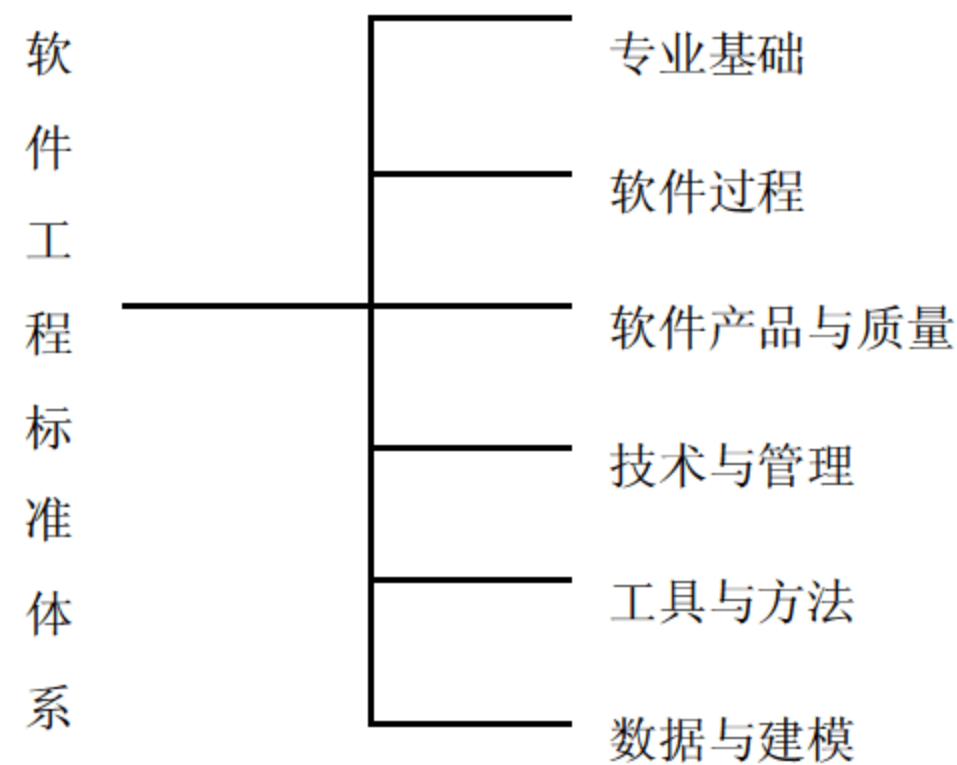 软件工程标准体系
专业基础
软件过程
软件产品与质量
技术与管理
工具与方法
数据与建模